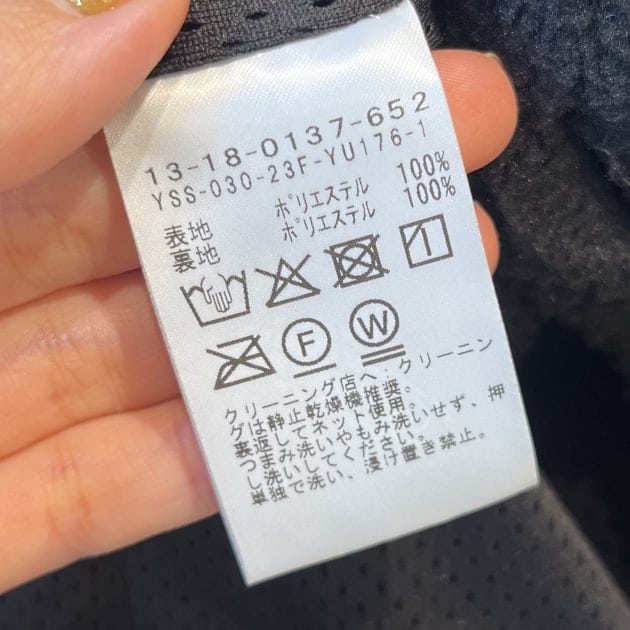 13-18-0137-652
YSS-030-23F-YU176-1
表地 ポリエステル 100%
裏地 ポリエステル 100%
F W
クリーニング店へ：クリーニン
グは静止乾燥機推奨。
裏返してネット使用。
つまみ洗いやもみ洗いせず、押
し洗いしてください。
単独で洗い、浸け置き禁止。